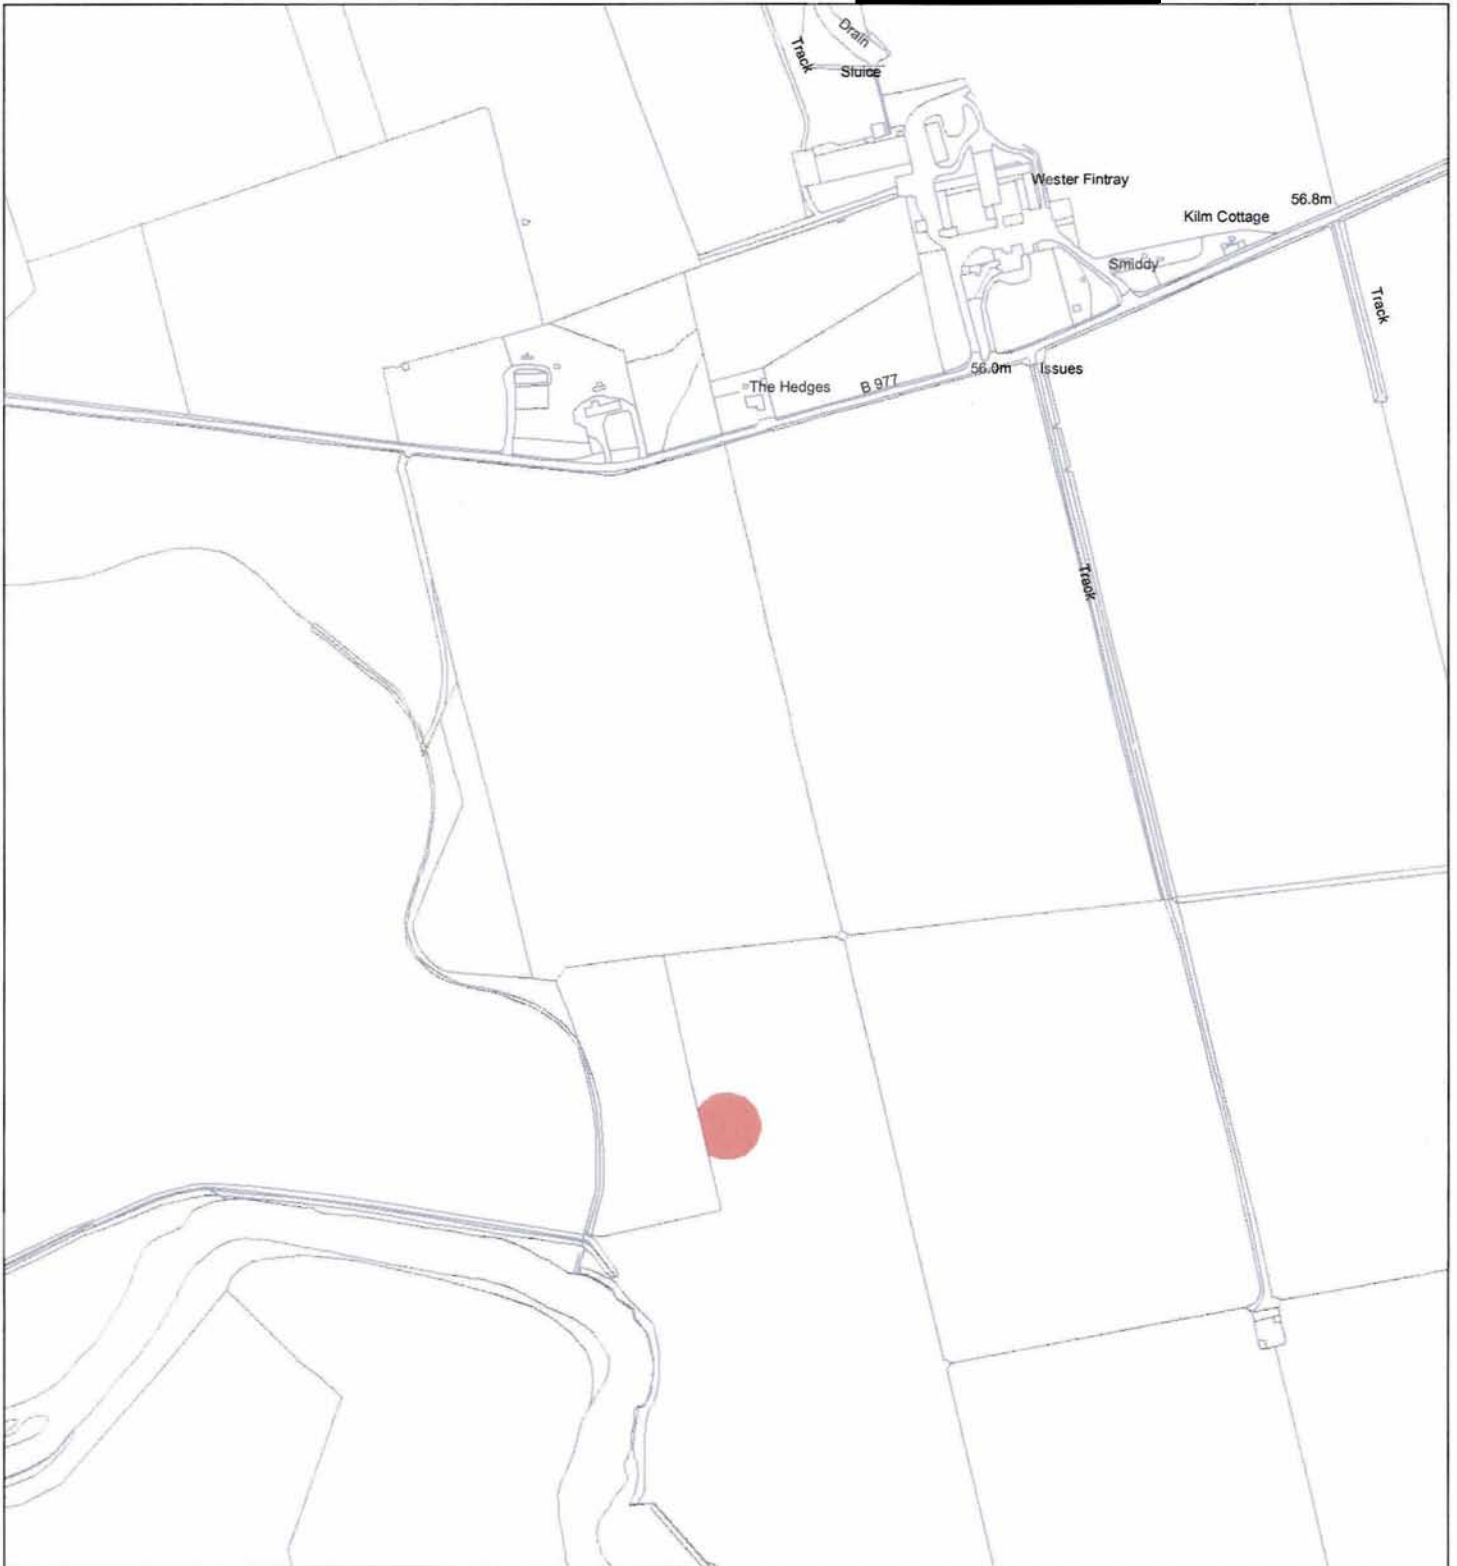 Drain
Track
Sluice
Wester Fintray
56.8m
Kilm Cottage
Smiddy
Track
56.0m
Issues
The Hedges
B 977
Track